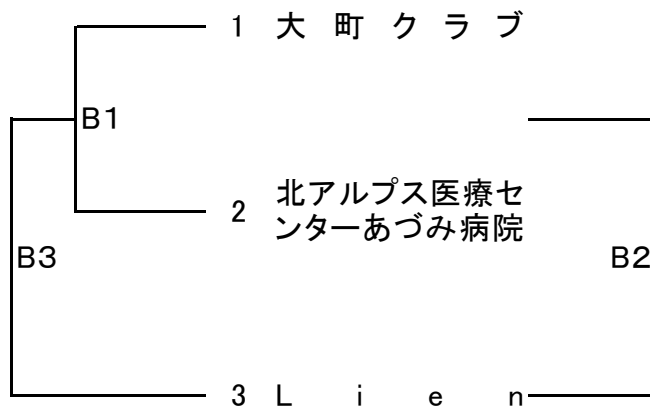 1 大町クラブ
B1
2 北アルプス医療セ
ンターあづみ病院
B3
B2
3 Lien